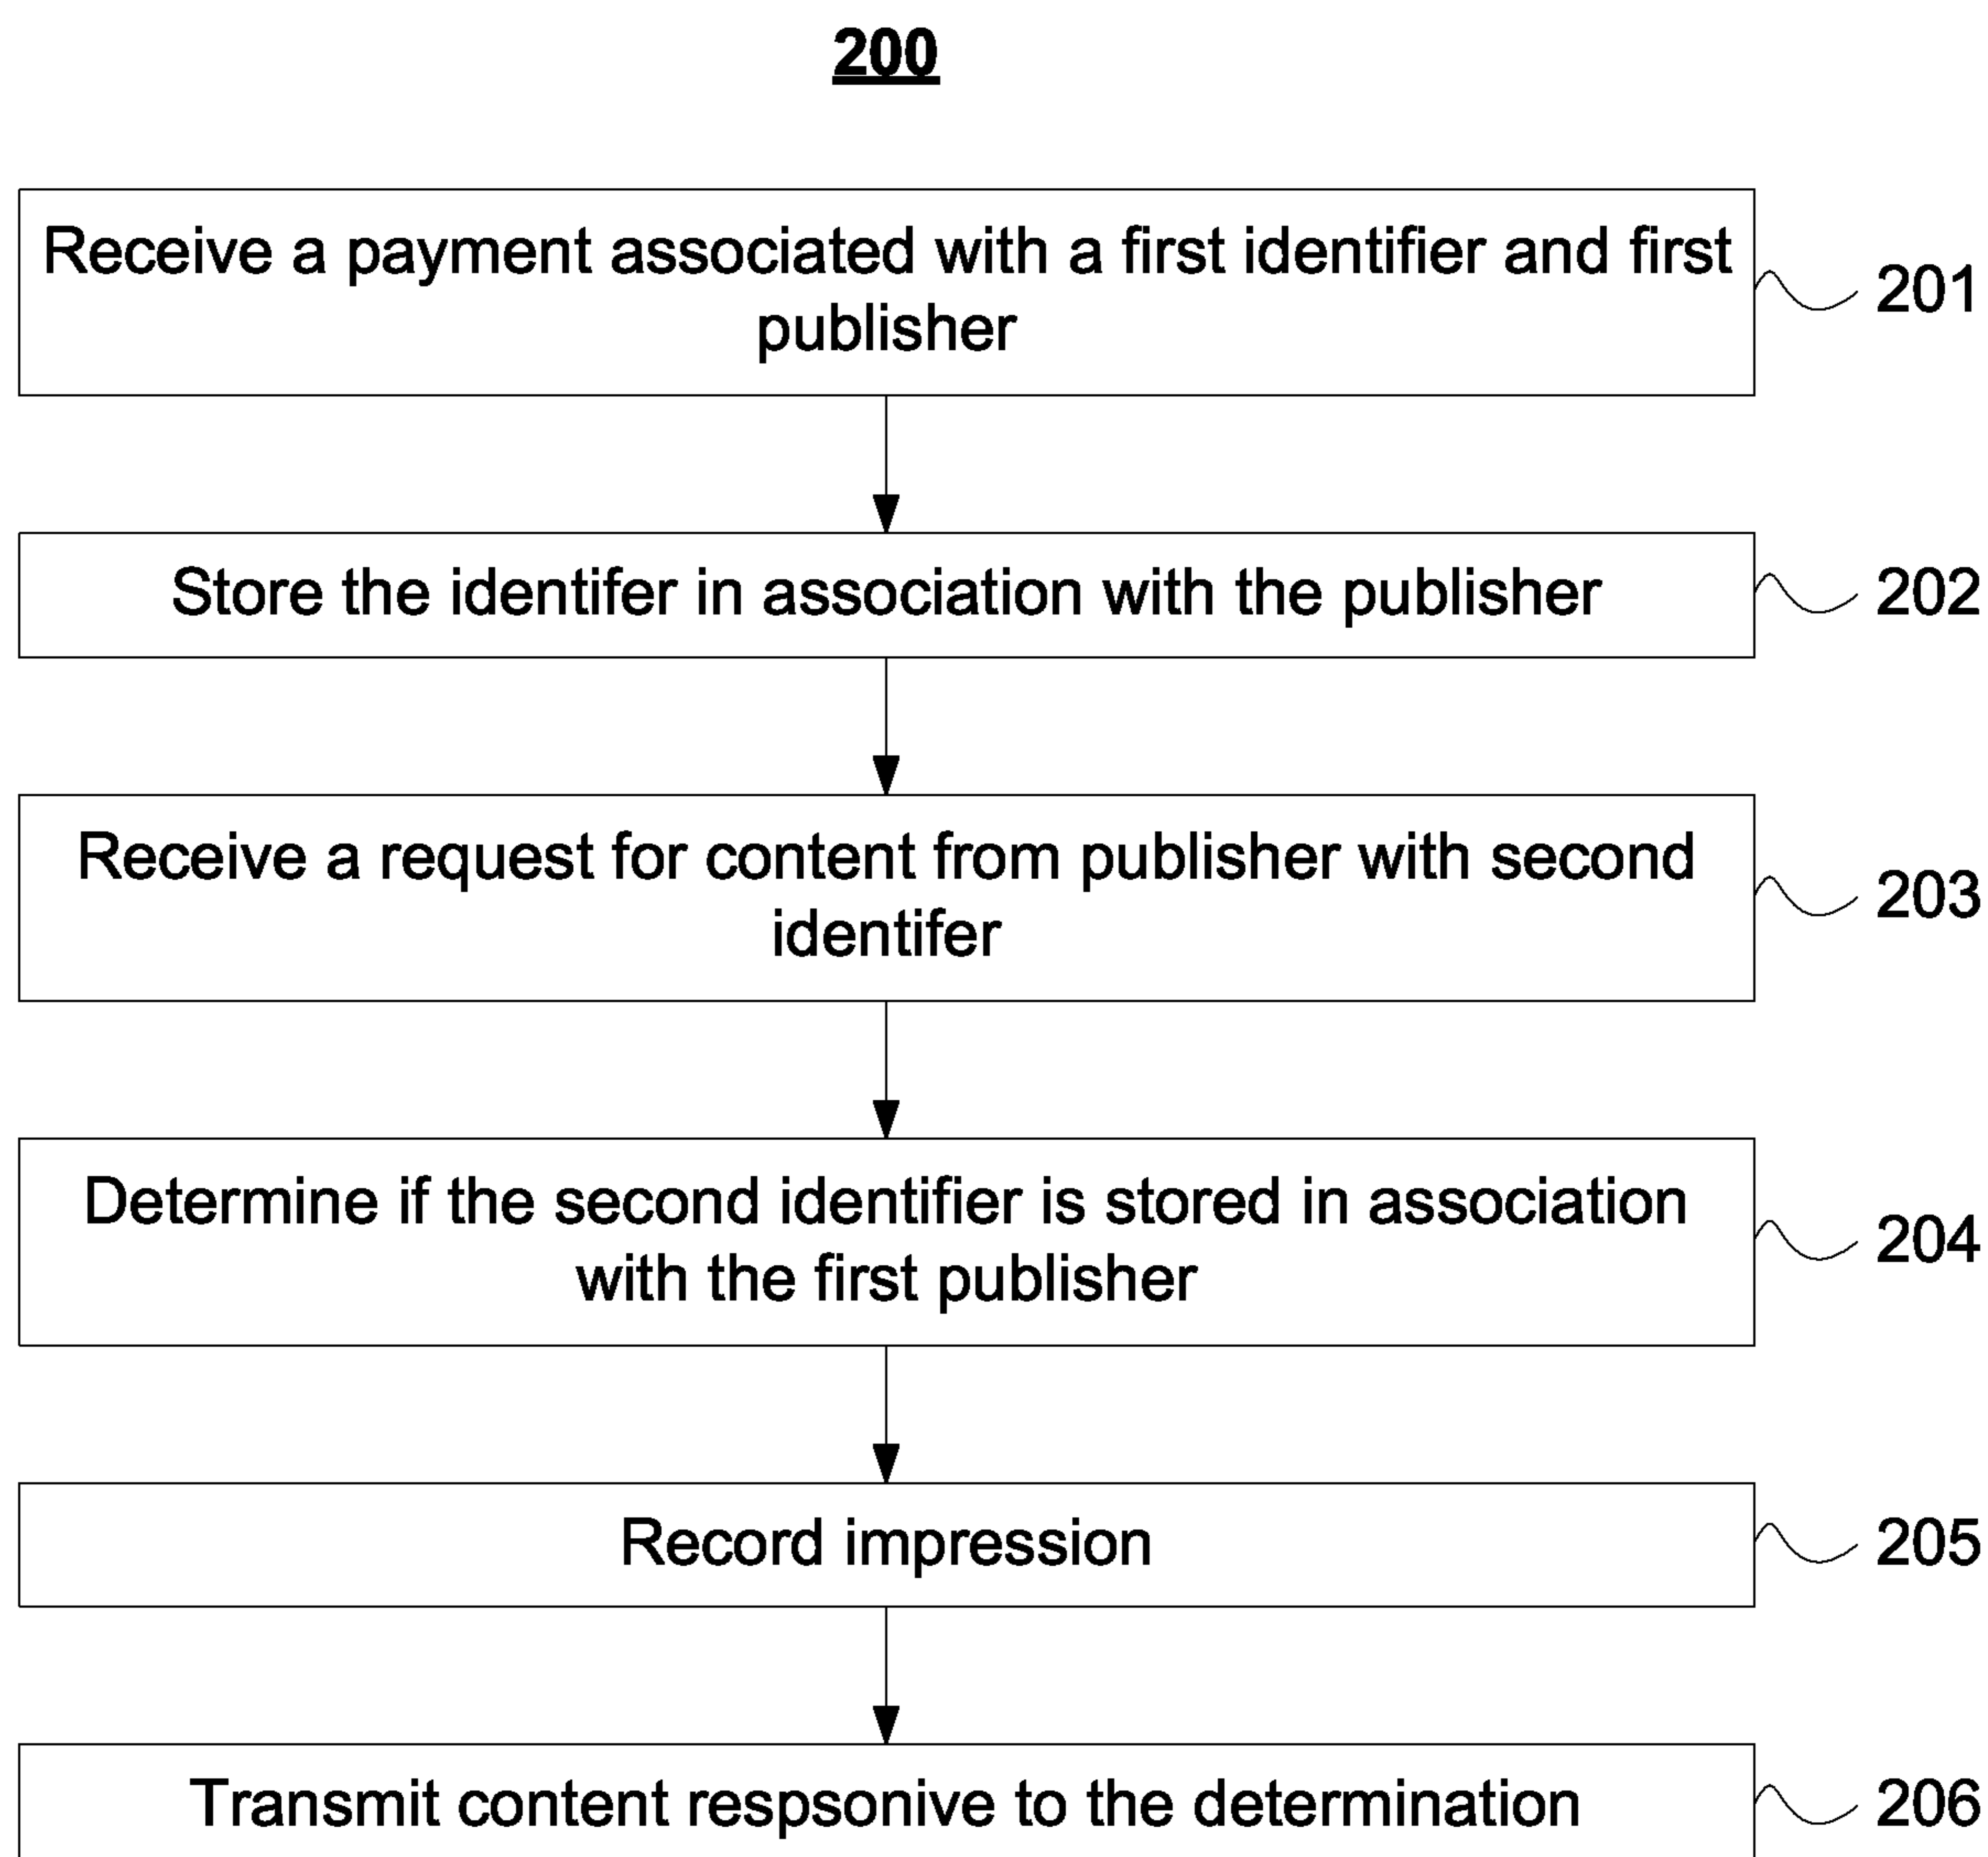 200
Receive a payment associated with a first identifier and first
publisher
201
Store the identifer in association with the publisher
202
Receive a request for content from publisher with second
identifer
203
Determine if the second identifier is stored in association
with the first publisher
204
Record impression
205
Transmit content respsonive to the determination
206